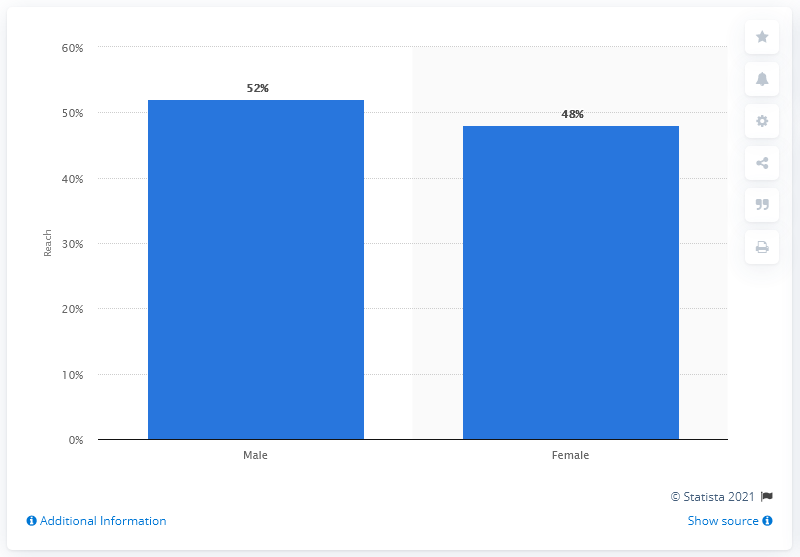 60%
52%
50%
48%
40%
30%
20%
10%
0%
Reach
Male
Female
© Statista 2021
Additional Information
Show source